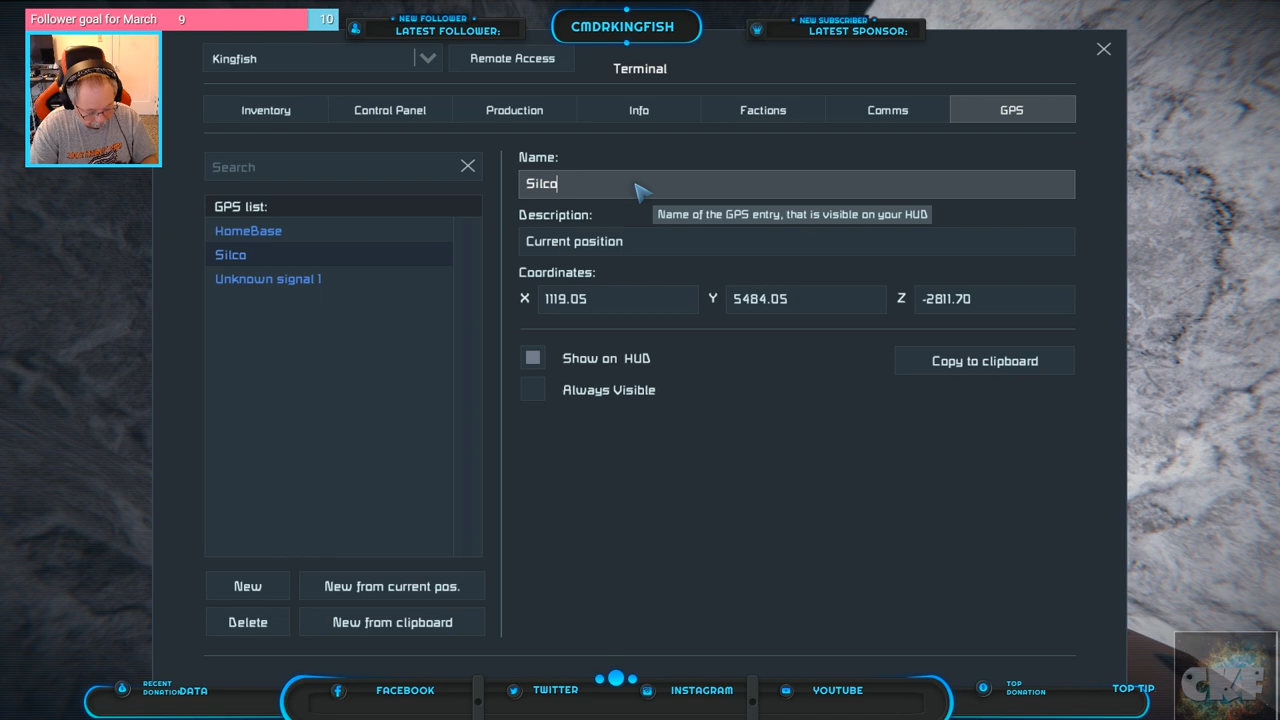 Follower goal for March 9 10
NEW FOLLOWER
LATEST FOLLOWER:
CMDRKINGFISH
NEW SUBSCRIBER
LATEST SPONSOR:
Kingfish
Remote Access
Terminal
Inventory
Control Panel
Production
Info
Factions
Comms
GPS
Search
GPS list:
HomeBase
Silco
Unknown signal 1
New
New from current pos.
Delete
New from clipboard
Name:
Silco
Name of the GPS entry, that is visible on your HUD
Description:
Current position
Coordinates:
X 1119.05 Y 5484.05 Z -2811.70
Show on HUD
Copy to clipboard
Always Visible
RECENT
DONATION
DATA
FACEBOOK
TWITTER
INSTAGRAM
YOUTUBE
TOP
DONATION
TOP TIP
CKF